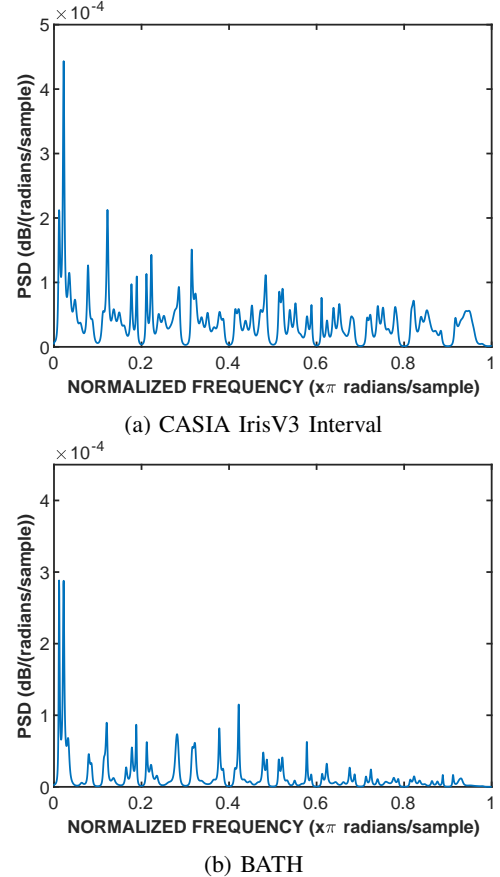 ×10⁻⁴
5
4
3
2
1
0
PSD (dB/(radians/sample))
0 0.2 0.4 0.6 0.8 1
NORMALIZED FREQUENCY (xπ radians/sample)
(a) CASIA IrisV3 Interval
×10⁻⁴
4
3
2
1
0
PSD (dB/(radians/sample))
0 0.2 0.4 0.6 0.8 1
NORMALIZED FREQUENCY (xπ radians/sample)
(b) BATH